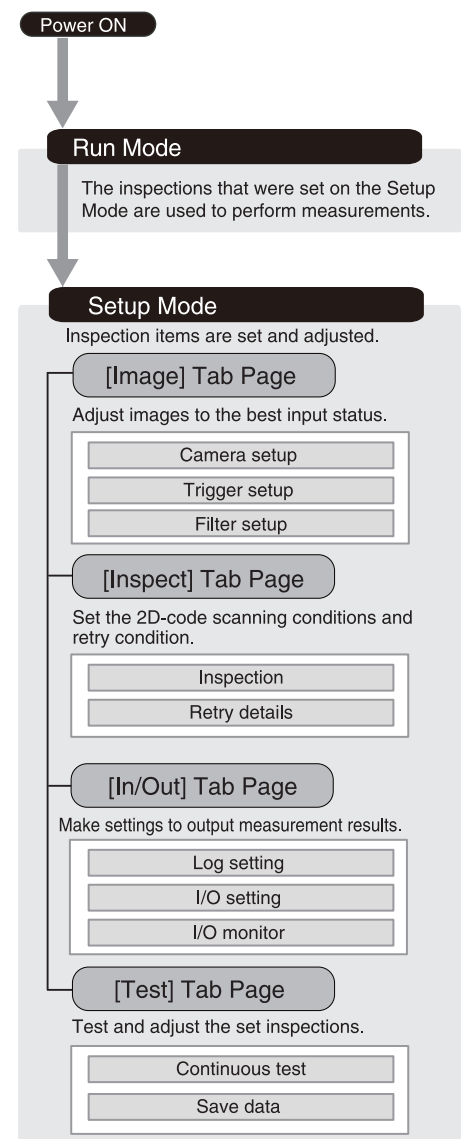 Power ON
Run Mode
The inspections that were set on the Setup
Mode are used to perform measurements.
Setup Mode
Inspection items are set and adjusted.
[Image] Tab Page
Adjust images to the best input status.
Camera setup
Trigger setup
Filter setup
[Inspect] Tab Page
Set the 2D-code scanning conditions and
retry condition.
Inspection
Retry details
[In/Out] Tab Page
Make settings to output measurement results.
Log setting
I/O setting
I/O monitor
[Test] Tab Page
Test and adjust the set inspections.
Continuous test
Save data